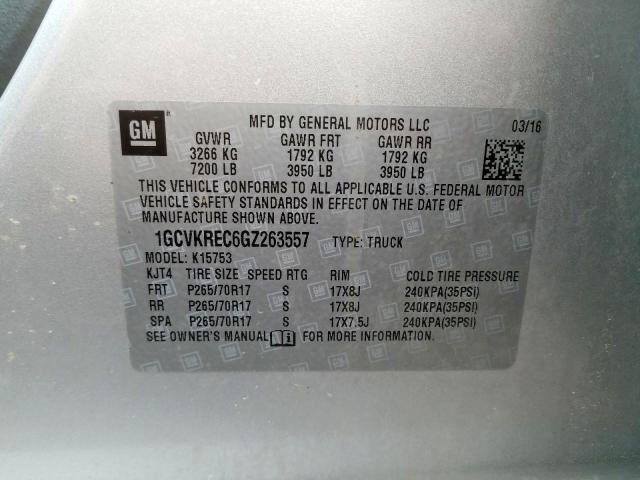 GM
MFD BY GENERAL MOTORS LLC 03/16
GVWR GAWR FRT GAWR RR
3266 KG 1792 KG 1792 KG
7200 LB 3950 LB 3950 LB
THIS VEHICLE CONFORMS TO ALL APPLICABLE U.S. FEDERAL MOTOR
VEHICLE SAFETY STANDARDS IN EFFECT ON THE DATE OF
MANUFACTURE SHOWN ABOVE.
1GCVKREC6GZ263557 TYPE: TRUCK
MODEL: K15753
KJT4 TIRE SIZE SPEED RTG RIM COLD TIRE PRESSURE
FRT P265/70R17 S 17X8J 240KPA(35PSI)
RR P265/70R17 S 17X8J 240KPA(35PSI)
SPA P265/70R17 S 17X7.5J 240KPA(35PSI)
SEE OWNER'S MANUAL i FOR MORE INFORMATION.